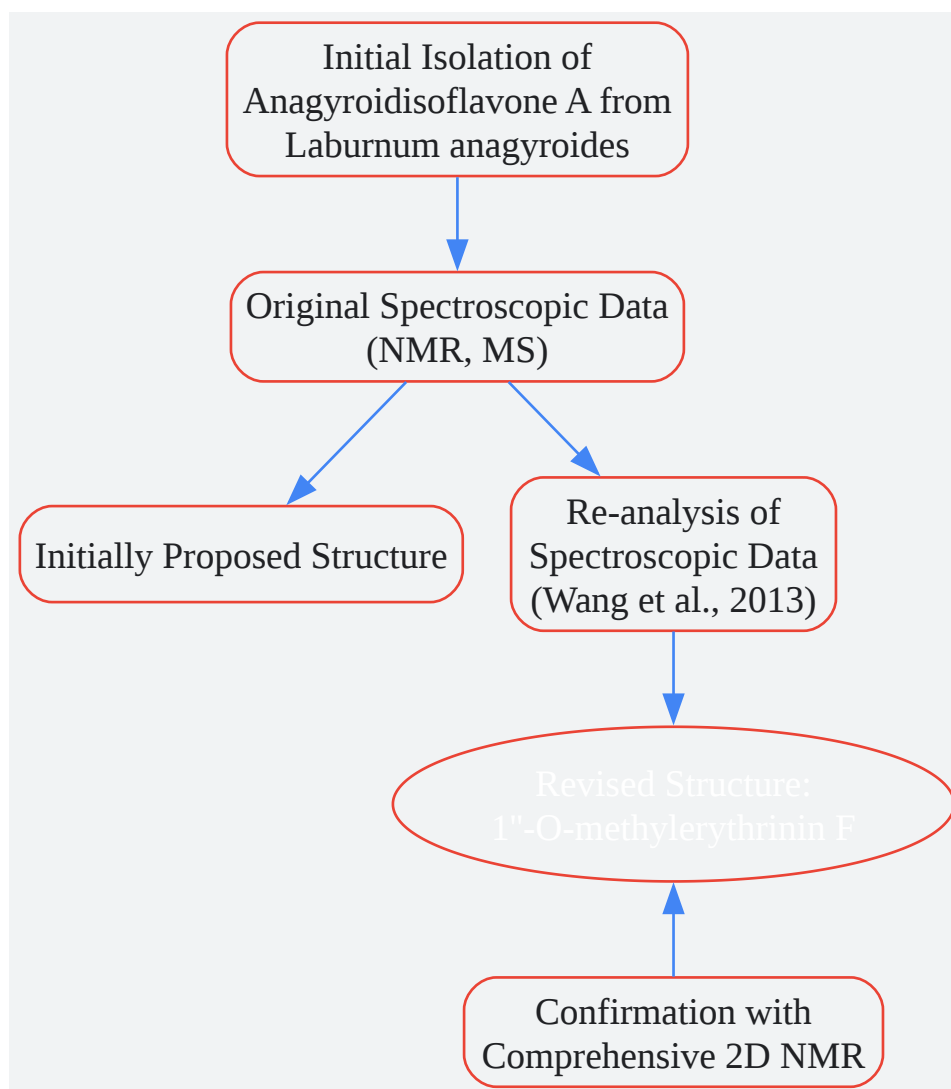 Initial Isolation of
Anagyroidisoflavone A from
Laburnum anagyroides
Original Spectroscopic Data
(NMR, MS)
Initially Proposed Structure
Re-analysis of
Spectroscopic Data
(Wang et al., 2013)
Revised Structure:
1"-O-methylerythrinin F
Confirmation with
Comprehensive 2D NMR